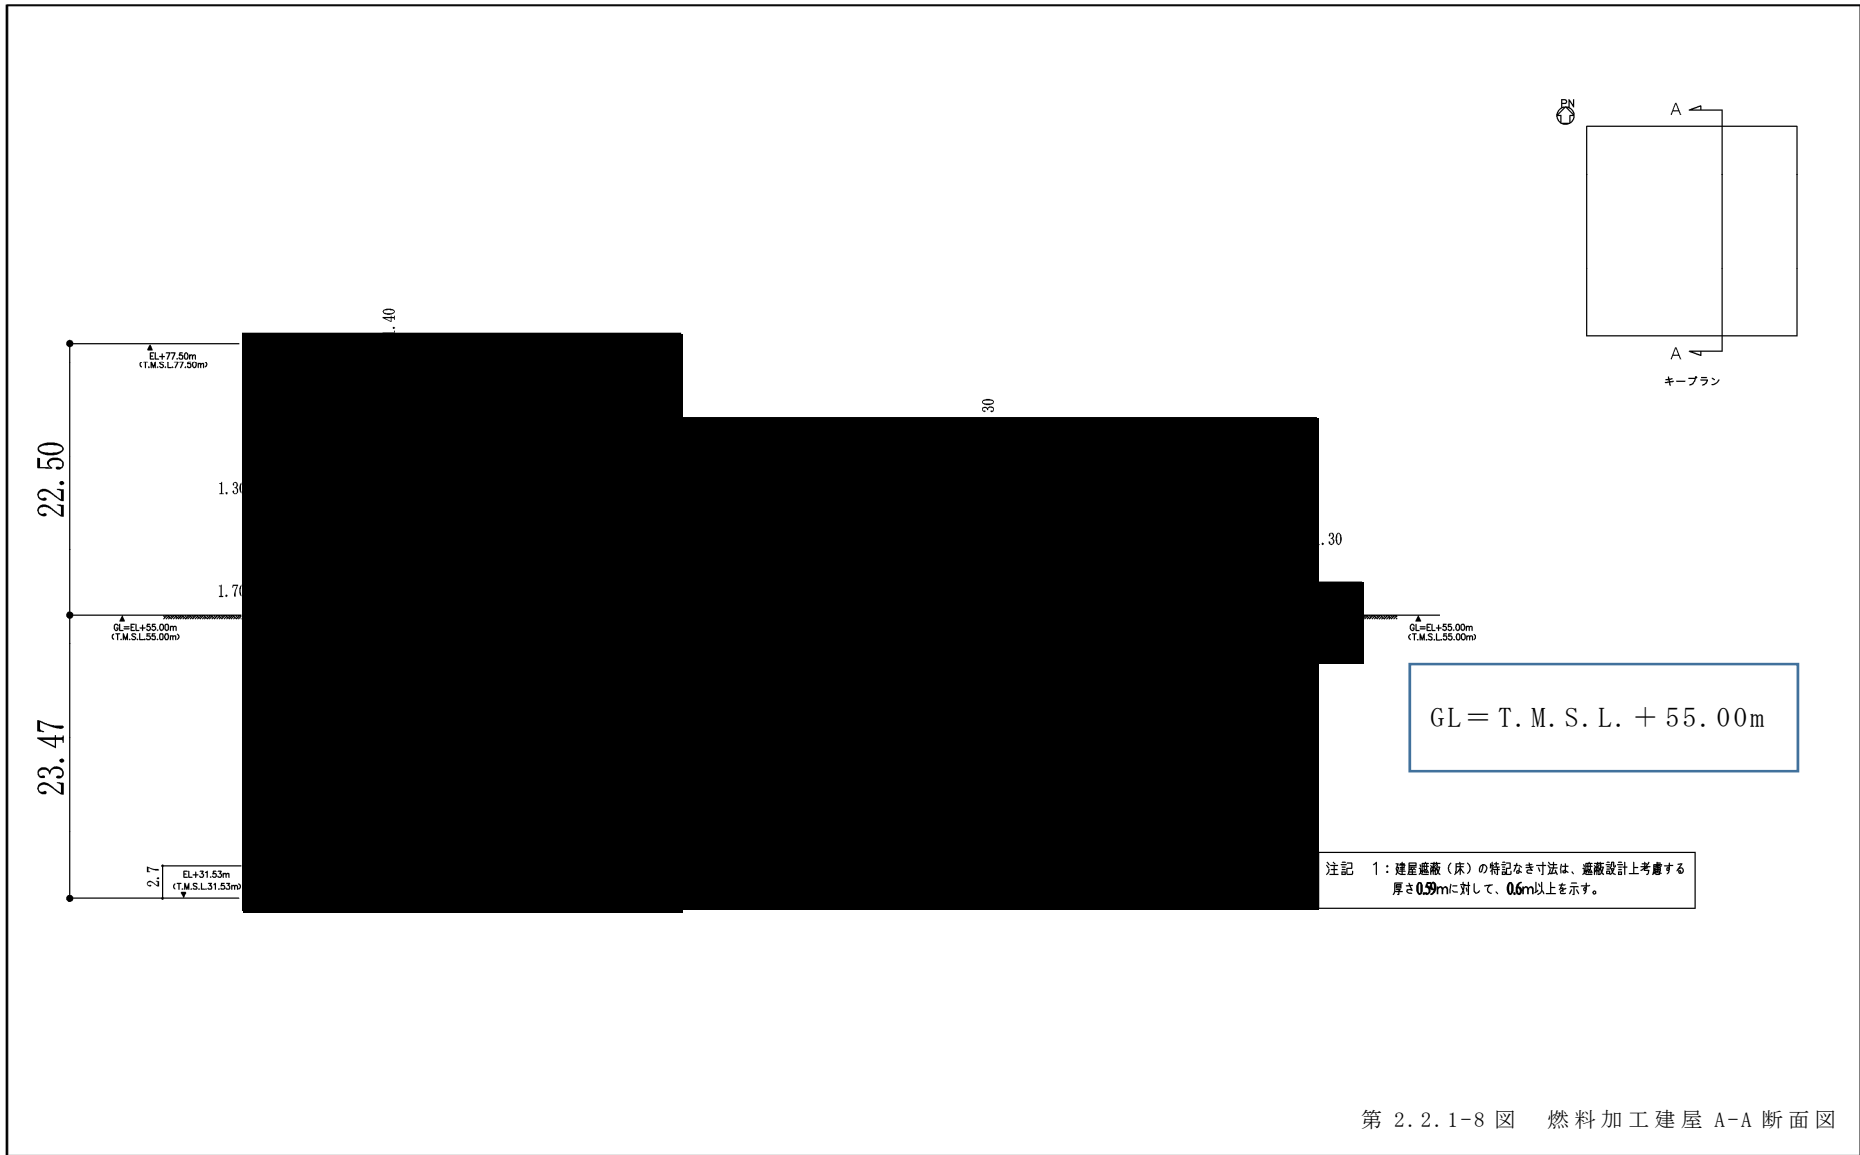 PN
A
A
キープラン
.40
EL+77.50m
(T.M.S.L.77.50m)
30
22.50
1.30
.30
1.70
GL=EL+55.00m
(T.M.S.L.55.00m)
GL=EL+55.00m
(T.M.S.L.55.00m)
GL=T.M.S.L.+55.00m
23.47
2.7
EL+31.53m
(T.M.S.L.31.53m)
注記 1:建屋遮蔽(床)の特記なき寸法は、遮蔽設計上考慮する
厚さ0.59mに対して、0.6m以上を示す。
第 2.2.1-8 図 燃料加工建屋 A-A 断面図